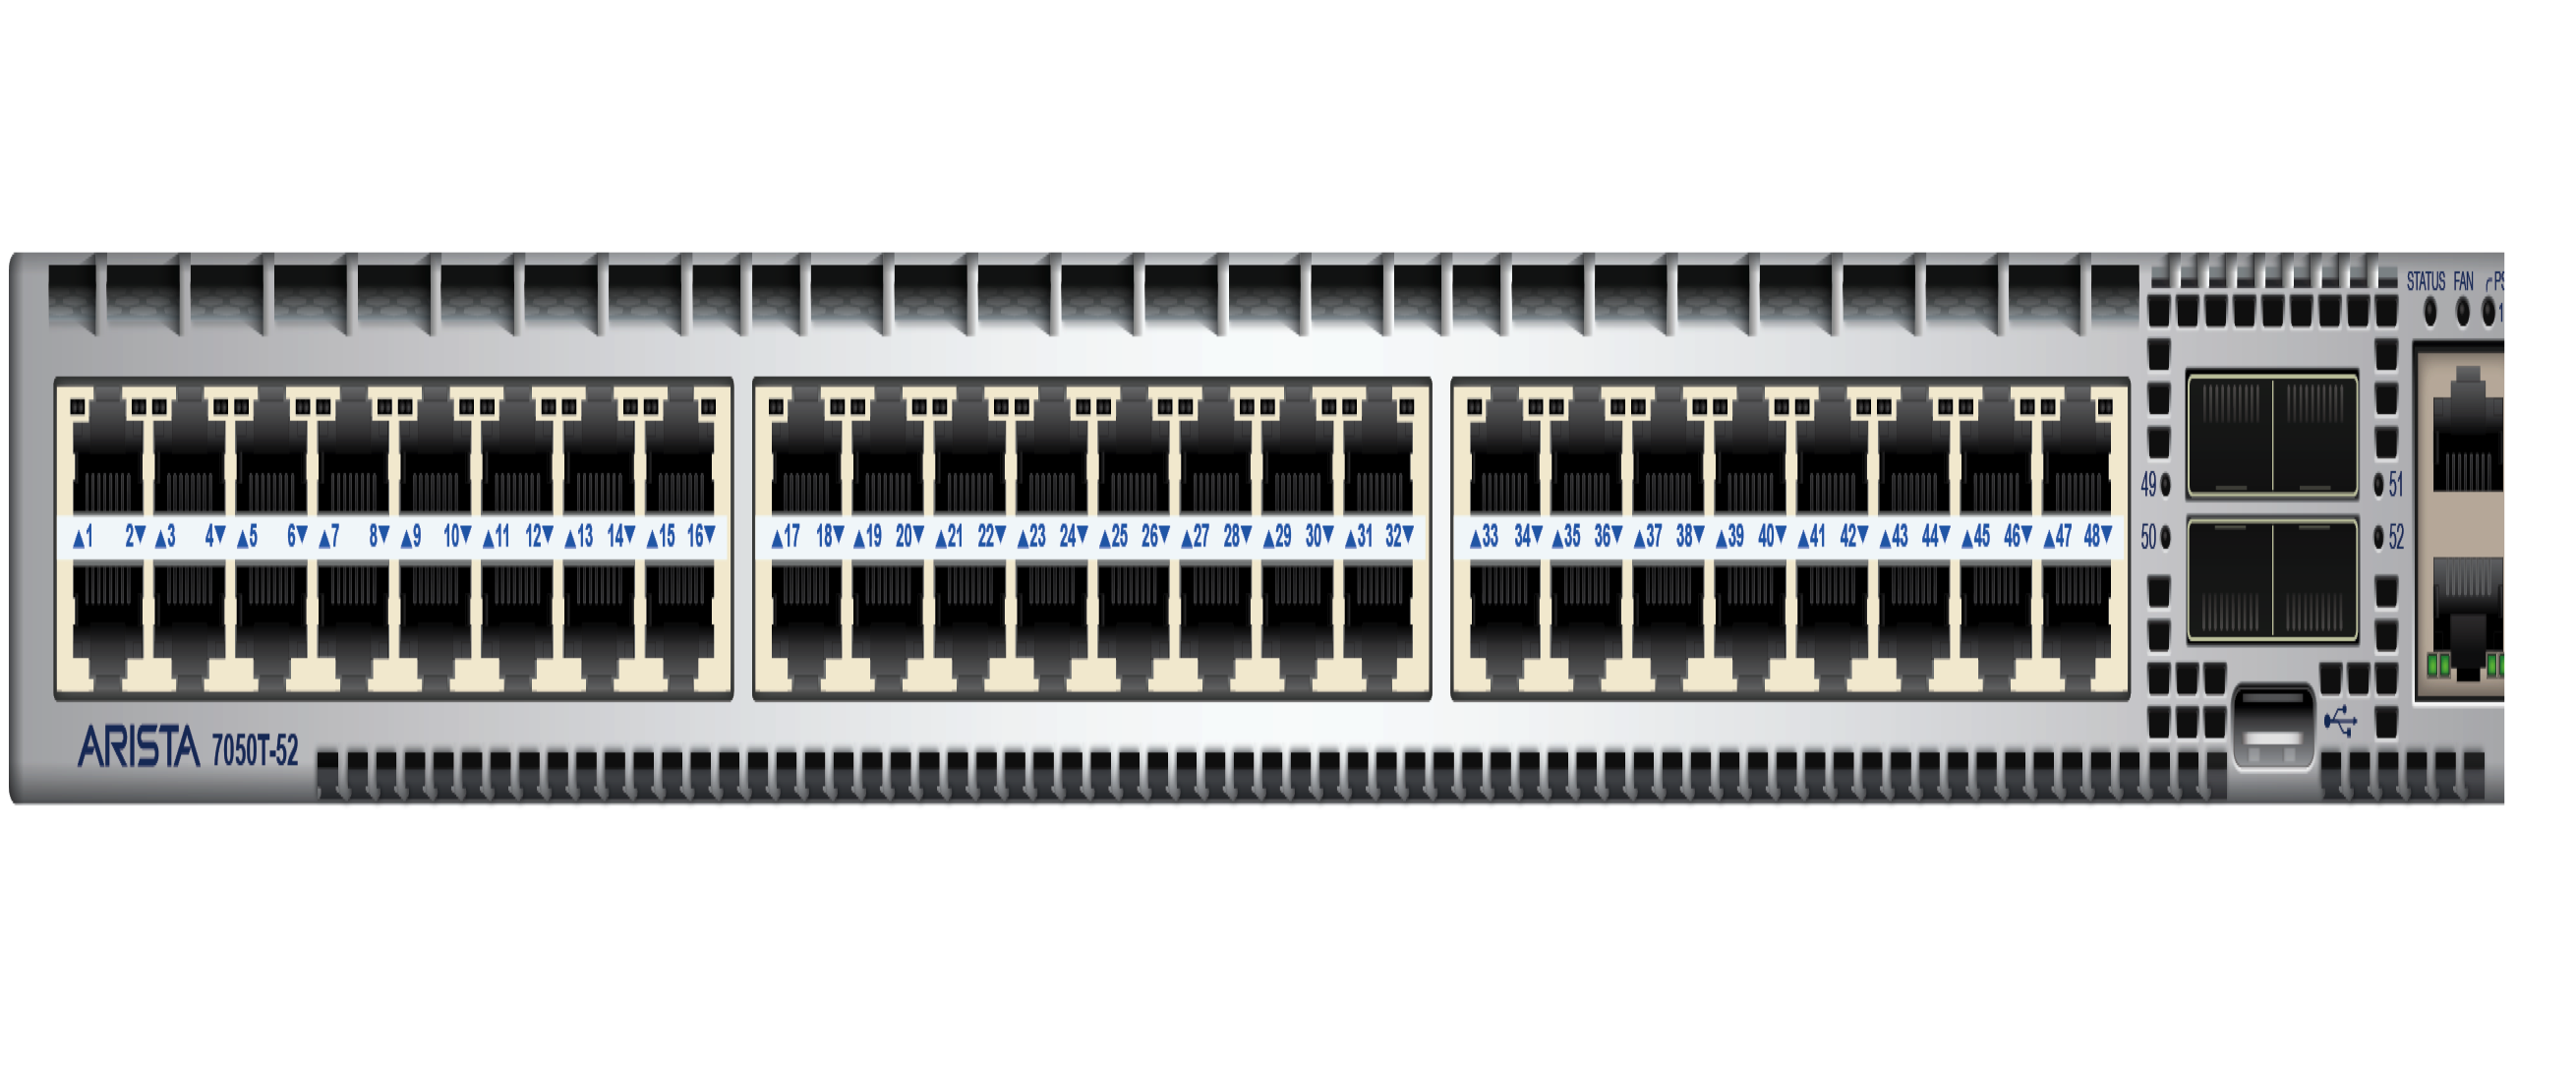 STATUS FAN
49 51
▲1 2▼ ▲3 4▼ ▲5 6▼ ▲7 8▼ ▲9 10▼ ▲11 12▼ ▲13 14▼ ▲15 16▼ ▲17 18▼ ▲19 20▼ ▲21 22▼ ▲23 24▼ ▲25 26▼ ▲27 28▼ ▲29 30▼ ▲31 32▼ ▲33 34▼ ▲35 36▼ ▲37 38▼ ▲39 40▼ ▲41 42▼ ▲43 44▼ ▲45 46▼ ▲47 48▼ 50 52
ARISTA 7050T-52